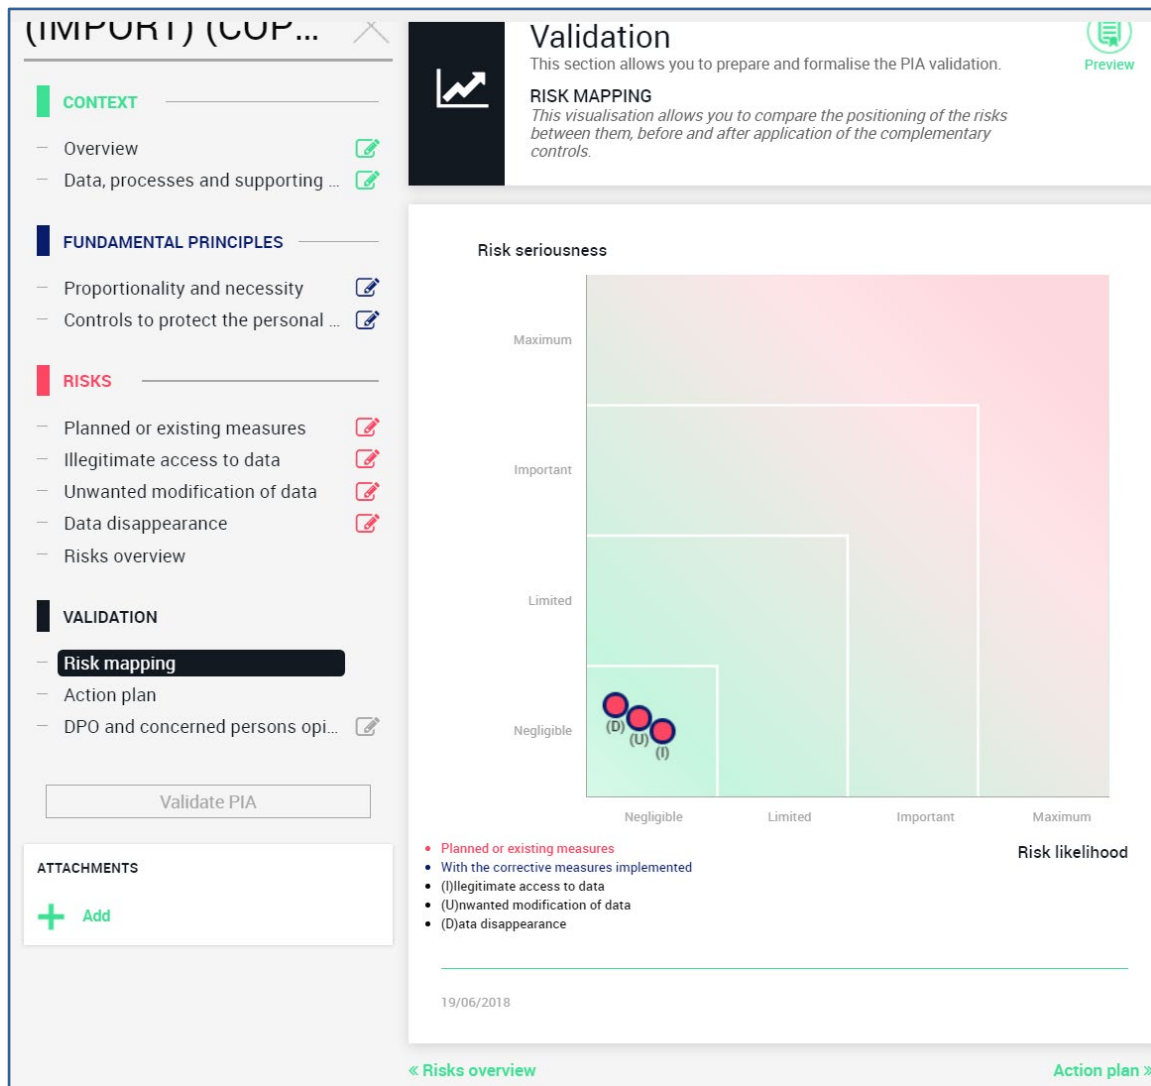 (IMPORT) (COP...
CONTEXT
Overview
Data, processes and supporting ...
FUNDAMENTAL PRINCIPLES
Proportionality and necessity
Controls to protect the personal ...
RISKS
Planned or existing measures
Illegitimate access to data
Unwanted modification of data
Data disappearance
Risks overview
VALIDATION
Risk mapping
Action plan
DPO and concerned persons opi...
Validate PIA
ATTACHMENTS
Add
Validation
This section allows you to prepare and formalise the PIA validation.
Preview
RISK MAPPING
This visualisation allows you to compare the positioning of the risks
between them, before and after application of the complementary
controls.
Risk seriousness
Maximum
Important
Limited
Negligible
(D)
(U)
(I)
Negligible
Limited
Important
Maximum
Risk likelihood
Planned or existing measures
With the corrective measures implemented
(I)llegitimate access to data
(U)nwanted modification of data
(D)ata disappearance
19/06/2018
« Risks overview
Action plan »